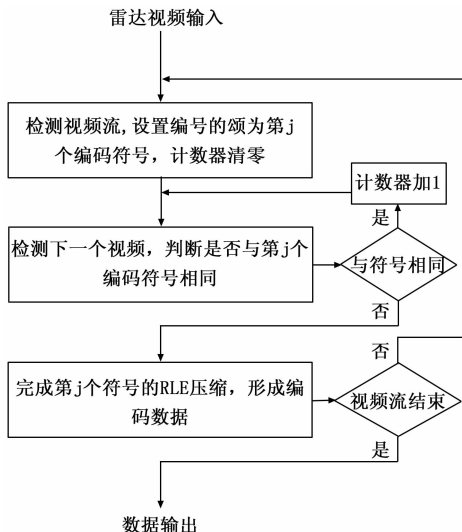 雷达视频输入
检测视频流,设置编号的颂为第j
个编码符号，计数器清零
计数器加1
是
检测下一个视频，判断是否与第j个
编码符号相同
与符号相同
否
否
完成第j个符号的RLE压缩，形成编
码数据
视频流结束
是
数据输出